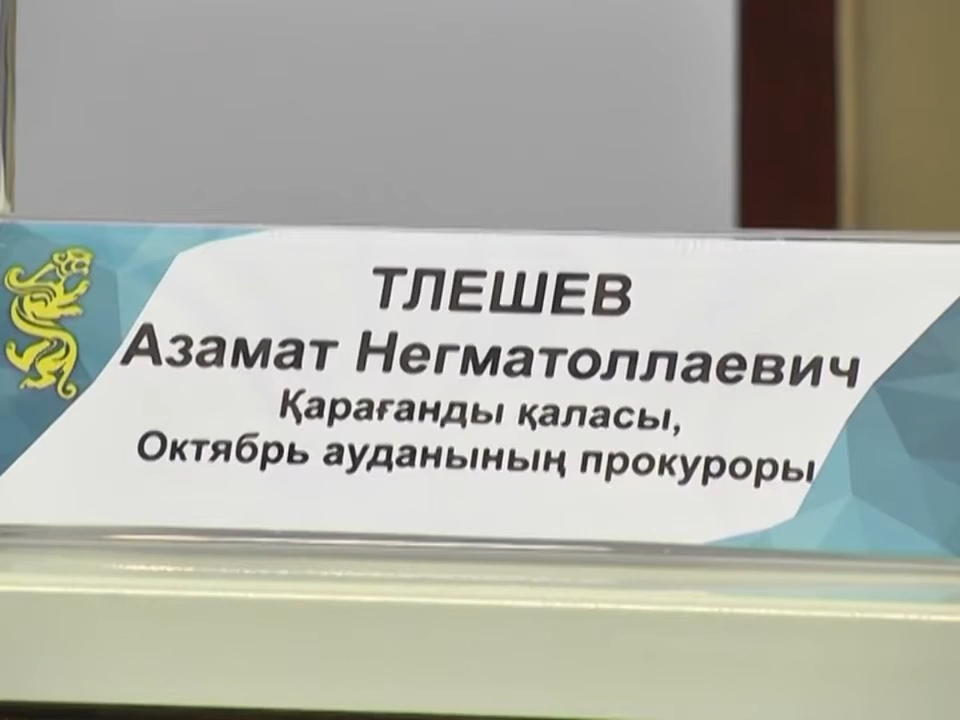 ТЛЕШЕВ
Азамат Негматоллаевич
Қарағанды қаласы,
Октябрь ауданының прокуроры